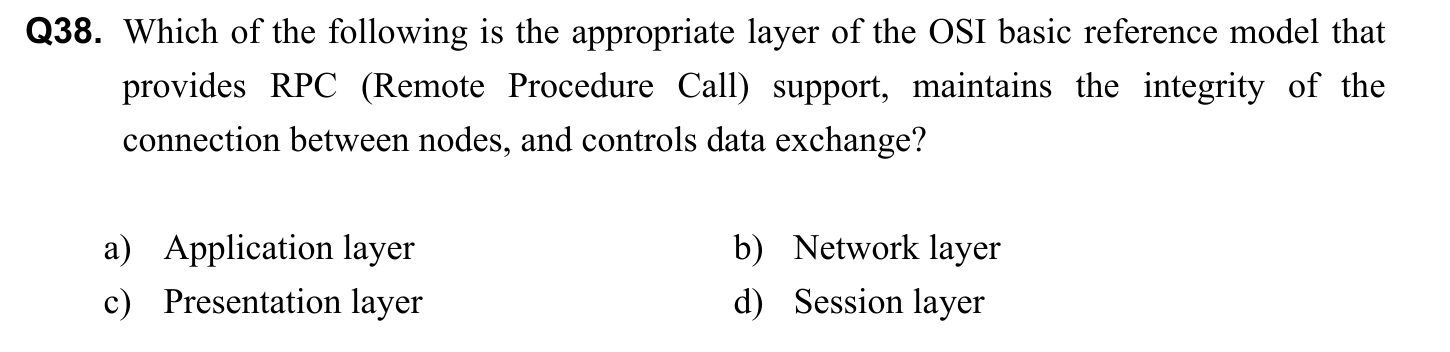 Q38. Which of the following is the appropriate layer of the OSI basic reference model that
provides RPC (Remote Procedure Call) support, maintains the integrity of the
connection between nodes, and controls data exchange?
a) Application layer b) Network layer
c) Presentation layer d) Session layer